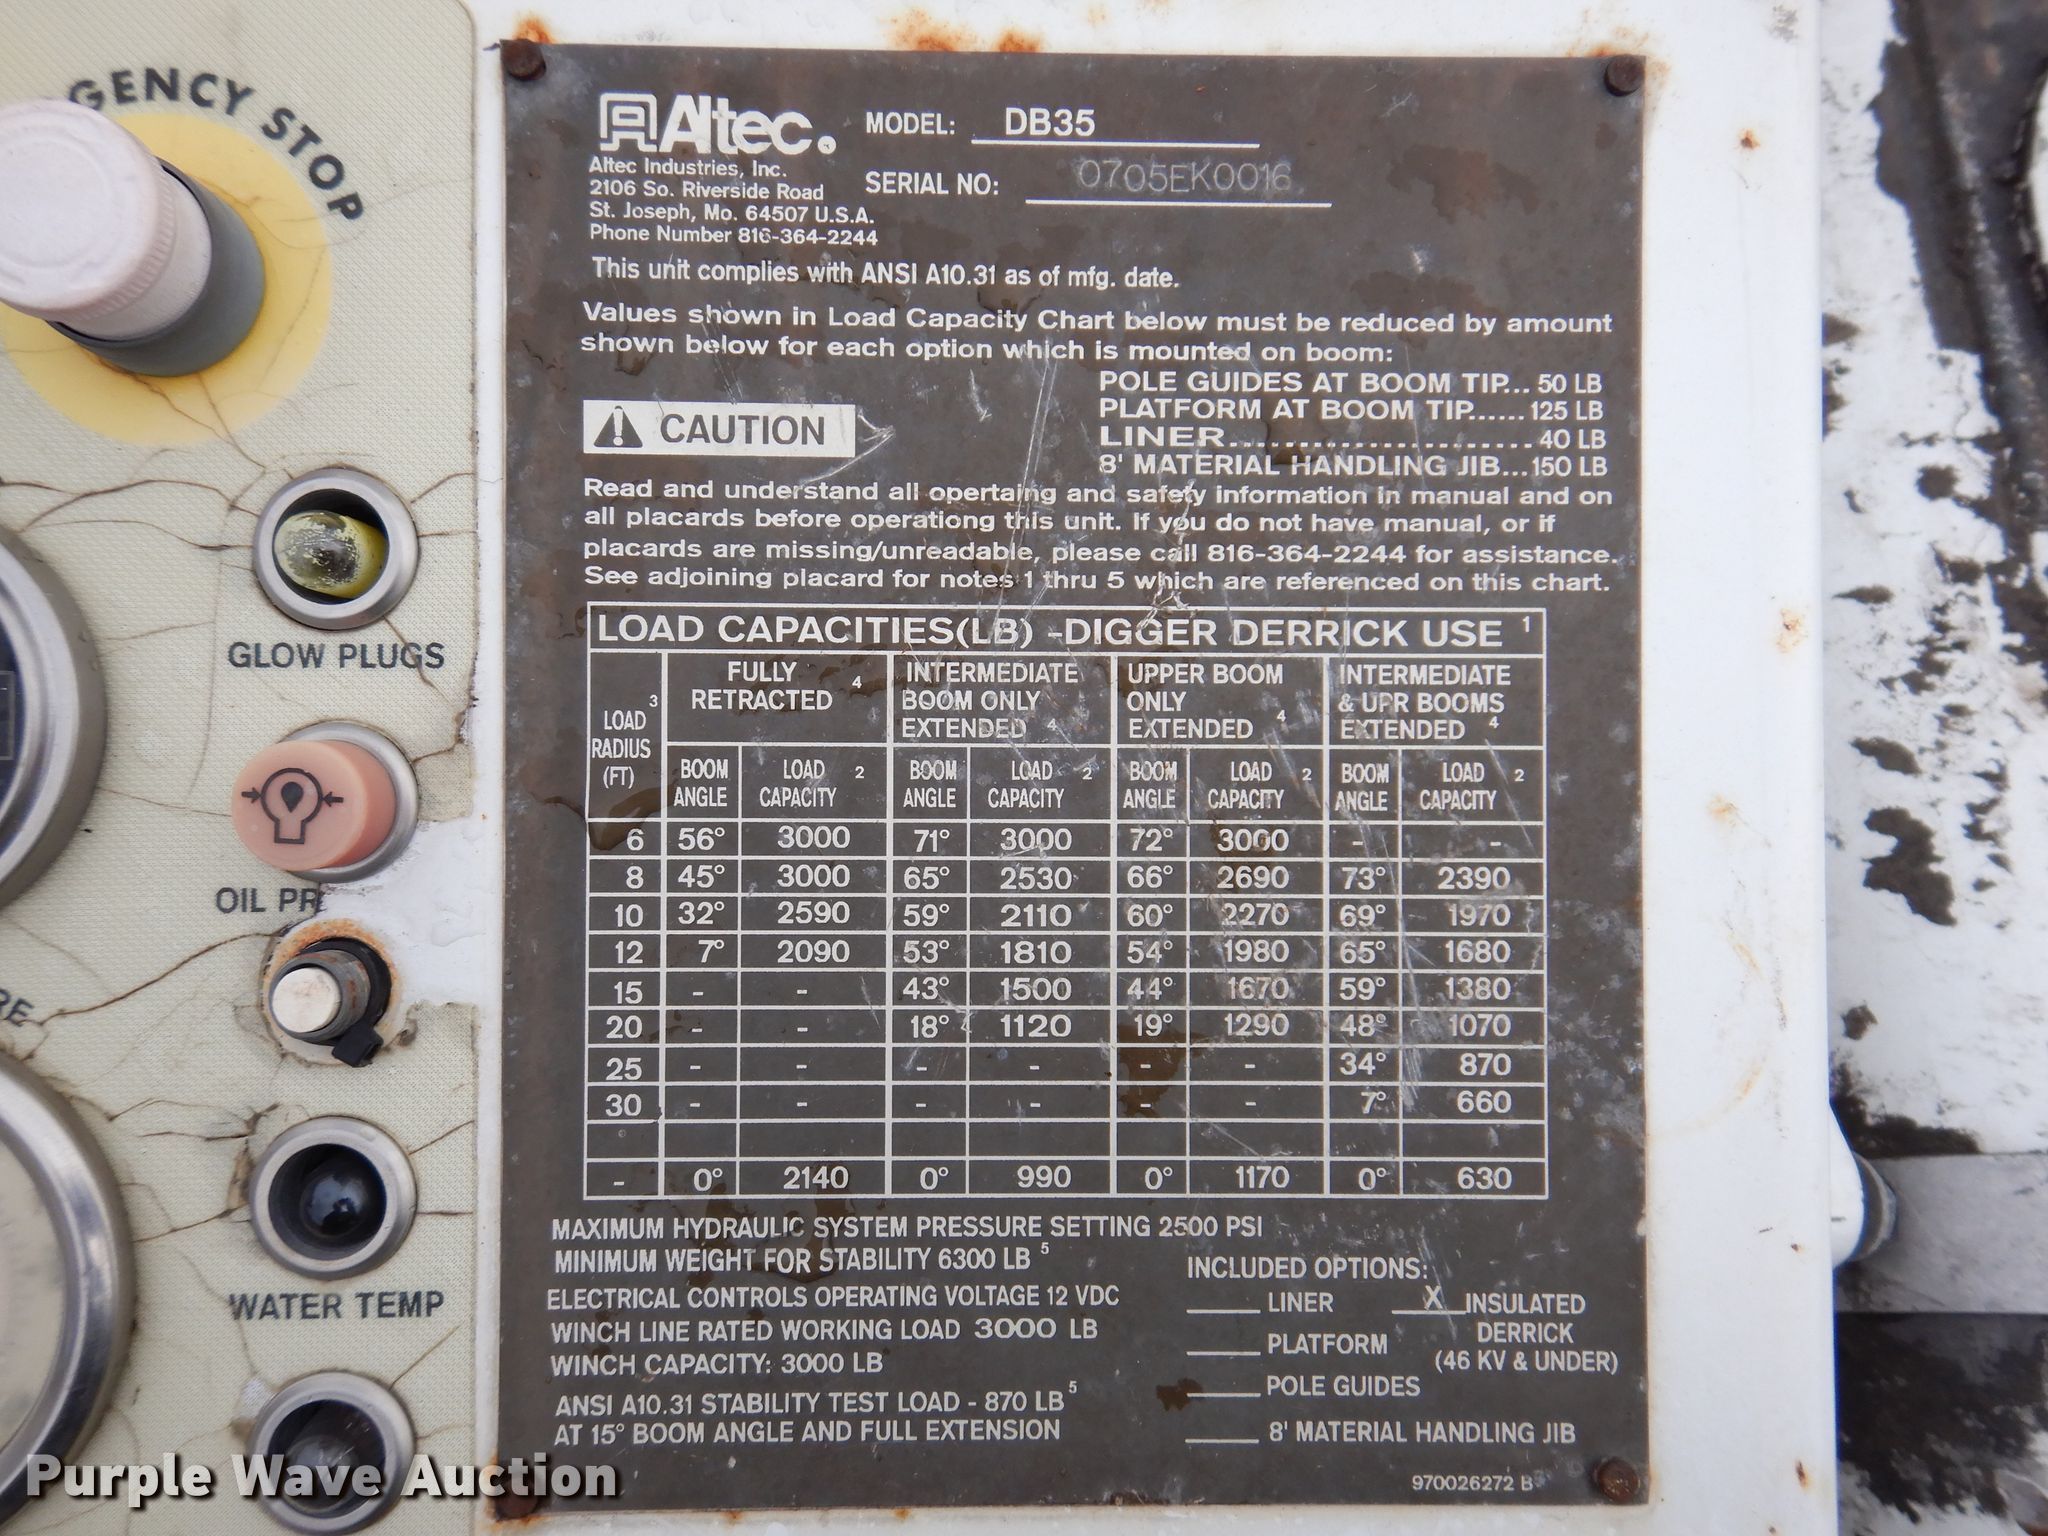 GENCY STOP
GLOW PLUGS
OIL PR
RE
WATER TEMP
Altec.
Altec Industries, Inc.
2106 So. Riverside Road
St. Joseph, Mo. 64507 U.S.A.
Phone Number 816-364-2244
MODEL: DB35
SERIAL NO: 0705EK0016
This unit complies with ANSI A10.31 as of mfg. date.
Values shown in Load Capacity Chart below must be reduced by amount
shown below for each option which is mounted on boom:
POLE GUIDES AT BOOM TIP... 50 LB
PLATFORM AT BOOM TIP...... 125 LB
LINER....................... 40 LB
8' MATERIAL HANDLING JIB...150 LB
CAUTION
Read and understand all opertaing and safety information in manual and on
all placards before operationg this unit. If you do not have manual, or if
placards are missing/unreadable, please call 816-364-2244 for assistance.
See adjoining placard for notes 1 thru 5 which are referenced on this chart.
LOAD CAPACITIES(LB) -DIGGER DERRICK USE 1
LOAD 3 RADIUS (FT)
FULLY RETRACTED 4
INTERMEDIATE BOOM ONLY EXTENDED 4
UPPER BOOM ONLY EXTENDED 4
INTERMEDIATE & UPR BOOMS EXTENDED 4
BOOM ANGLE LOAD 2 CAPACITY BOOM ANGLE LOAD 2 CAPACITY BOOM ANGLE LOAD 2 CAPACITY BOOM ANGLE LOAD 2 CAPACITY
6 56° 3000 71° 3000 72° 3000 - -
8 45° 3000 65° 2530 66° 2690 73° 2390
10 32° 2590 59° 2110 60° 2270 69° 1970
12 7° 2090 53° 1810 54° 1980 65° 1680
15 - - 43° 1500 44° 1670 59° 1380
20 - - 18° 1120 19° 1290 48° 1070
25 - - - - - - 34° 870
30 - - - - - - 7° 660
- 0° 2140 0° 990 0° 1170 0° 630
MAXIMUM HYDRAULIC SYSTEM PRESSURE SETTING 2500 PSI
MINIMUM WEIGHT FOR STABILITY 6300 LB 5
ELECTRICAL CONTROLS OPERATING VOLTAGE 12 VDC
WINCH LINE RATED WORKING LOAD 3000 LB
WINCH CAPACITY: 3000 LB
ANSI A10.31 STABILITY TEST LOAD - 870 LB 5
AT 15° BOOM ANGLE AND FULL EXTENSION
INCLUDED OPTIONS:
____ LINER __X__INSULATED
DERRICK
____ PLATFORM (46 KV & UNDER)
____ POLE GUIDES
____ 8' MATERIAL HANDLING JIB
970026272 B
Purple Wave Auction